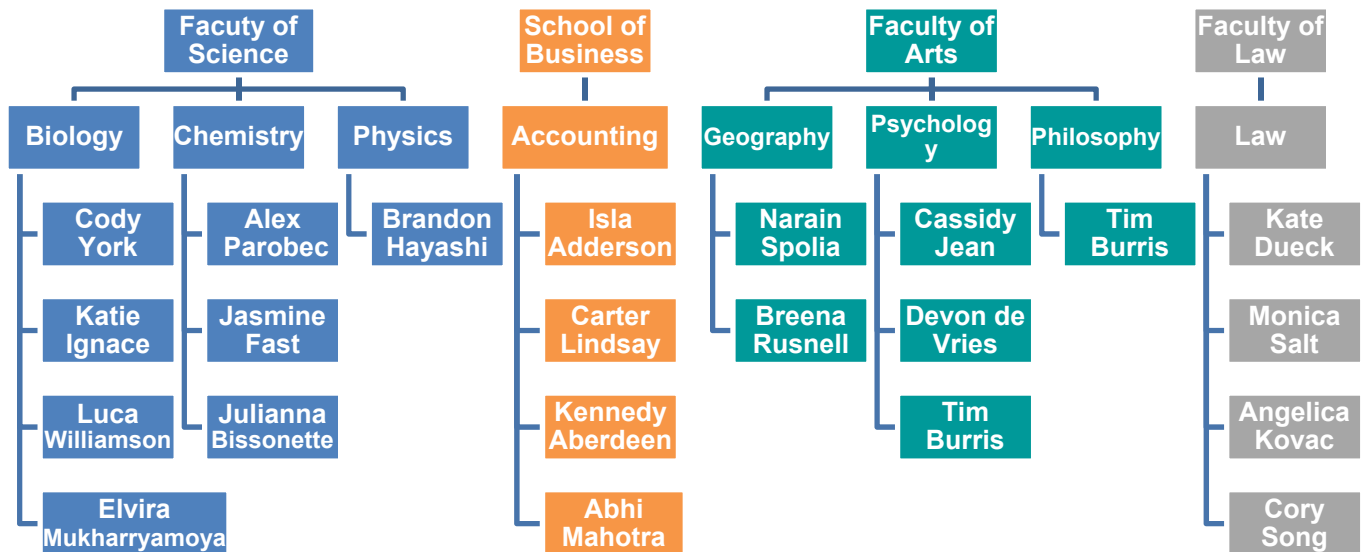 Facuty of
Science
School of
Business
Faculty of
Arts
Faculty of
Law
Biology
Chemistry
Physics
Accounting
Geography
Psycholog
y
Philosophy
Law
Cody
York
Katie
Ignace
Luca
Williamson
Elvira
Mukharryamoya
Alex
Parobec
Jasmine
Fast
Julianna
Bissonette
Brandon
Hayashi
Isla
Adderson
Carter
Lindsay
Kennedy
Aberdeen
Abhi
Mahotra
Narain
Spolia
Breena
Rusnell
Cassidy
Jean
Devon de
Vries
Tim
Burris
Tim
Burris
Kate
Dueck
Monica
Salt
Angelica
Kovac
Cory
Song